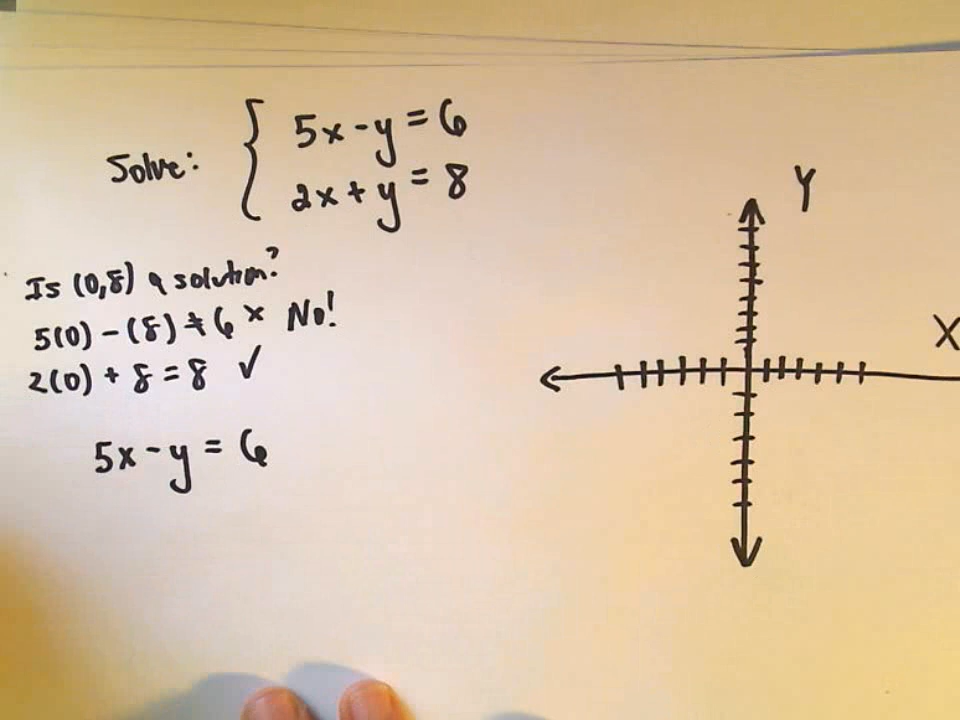 Solve: { 5x - y = 6
2x + y = 8
Is (0,8) a solution?
5(0) - (8) ≠ 6 × No!
2(0) + 8 = 8 ✓
5x - y = 6
Y
X